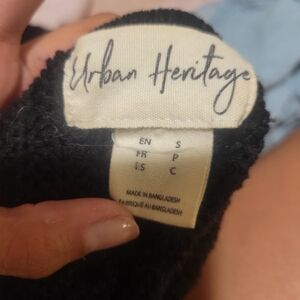 Urban Heritage
EN S
FR P
ES C
MADE IN BANGLADESH
FABRIQUÉ AU BANGLADESH